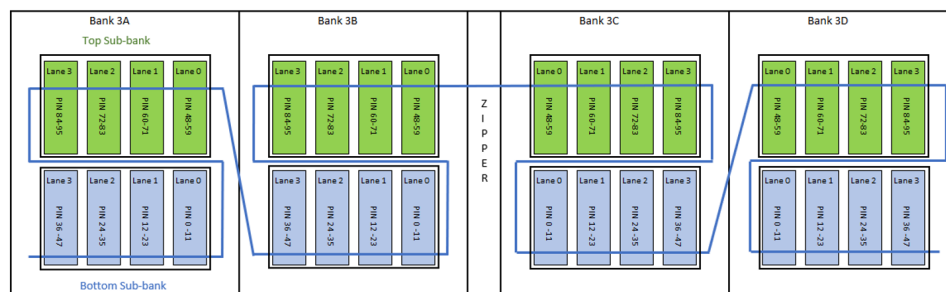 Bank 3A
Bank 3B
Bank 3C
Bank 3D
Top Sub-bank
Lane 3
Lane 2
Lane 1
Lane 0
Lane 3
Lane 2
Lane 1
Lane 0
Lane 0
Lane 1
Lane 2
Lane 3
Lane 0
Lane 1
Lane 2
Lane 3
PIN 84-95
PIN 72-83
PIN 60-71
PIN 48-59
PIN 84-95
PIN 72-83
PIN 60-71
PIN 48-59
ZIPPER
PIN 48-59
PIN 60-71
PIN 72-83
PIN 84-95
PIN 48-59
PIN 60-71
PIN 72-83
PIN 84-95
Lane 3
Lane 2
Lane 1
Lane 0
Lane 3
Lane 2
Lane 1
Lane 0
Lane 0
Lane 1
Lane 2
Lane 3
Lane 0
Lane 1
Lane 2
Lane 3
PIN 36 -47
PIN 24 -35
PIN 12 -23
PIN 0 -11
PIN 36 -47
PIN 24 -35
PIN 12 -23
PIN 0 -11
PIN 0 -11
PIN 12 -23
PIN 24 -35
PIN 36 -47
PIN 0 -11
PIN 12 -23
PIN 24 -35
PIN 36 -47
Bottom Sub-bank